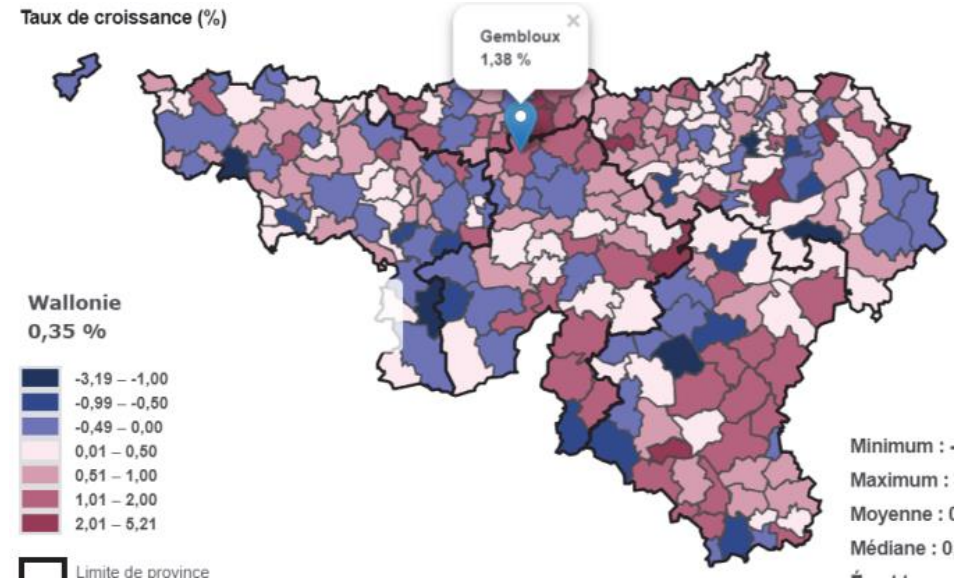 Taux de croissance (%)
Gembloux
1,38 %
Wallonie
0,35 %
-3,19 – -1,00
-0,99 – -0,50
-0,49 – 0,00
0,01 – 0,50
0,51 – 1,00
1,01 – 2,00
2,01 – 5,21
Limite de province
Minimum : -
Maximum :
Moyenne : 0
Médiane : 0